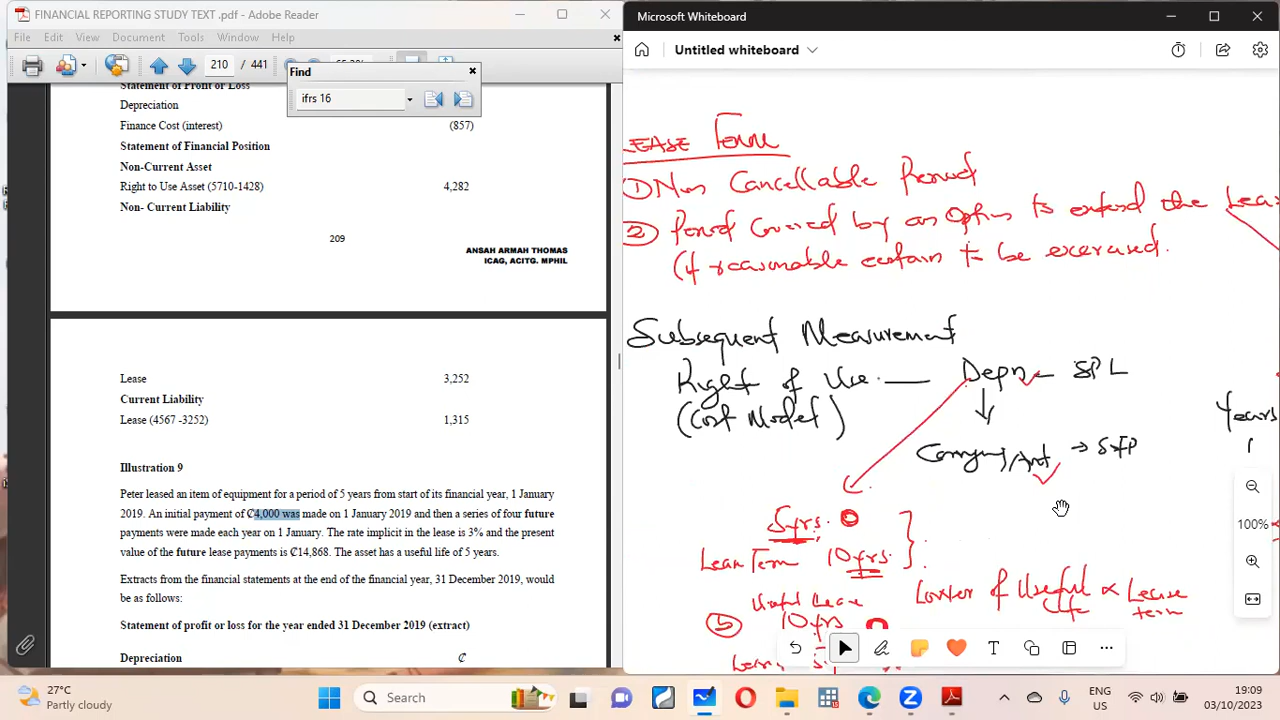 FINANCIAL REPORTING STUDY TEXT .pdf - Adobe Reader
File Edit View Document Tools Window Help
210 / 441
Find
ifrs 16
Statement of Profit or Loss
Depreciation
Finance Cost (interest) (857)
Statement of Financial Position
Non-Current Asset
Right to Use Asset (5710-1428) 4,282
Non- Current Liability
209
ANSAH ARMAH THOMAS
ICAG, ACITG. MPHIL
Lease 3,252
Current Liability
Lease (4567 -3252) 1,315
Illustration 9
Peter leased an item of equipment for a period of 5 years from start of its financial year, 1 January
2019. An initial payment of ₵4,000 was made on 1 January 2019 and then a series of four future
payments were made each year on 1 January. The rate implicit in the lease is 3% and the present
value of the future lease payments is ₵14,868. The asset has a useful life of 5 years.
Extracts from the financial statements at the end of the financial year, 31 December 2019, would
be as follows:
Statement of profit or loss for the year ended 31 December 2019 (extract)
Depreciation ₵
Microsoft Whiteboard
Untitled whiteboard
EASE Term
① Non Cancellable Period
② Period Covered by an Option to extend the Lease
(if reasonable certain to be exercised.
Subsequent Measurement
Right of Use — Depn — SPL
(Cost Model)
Carrying Amt → SFP
Years
1
5yrs.
Lease Term 10yrs.
Useful Lease
Lower of Useful Life & Lease term
⑤ 10yrs
100%
27°C
Partly cloudy
Search
ENG
US
19:09
03/10/2023